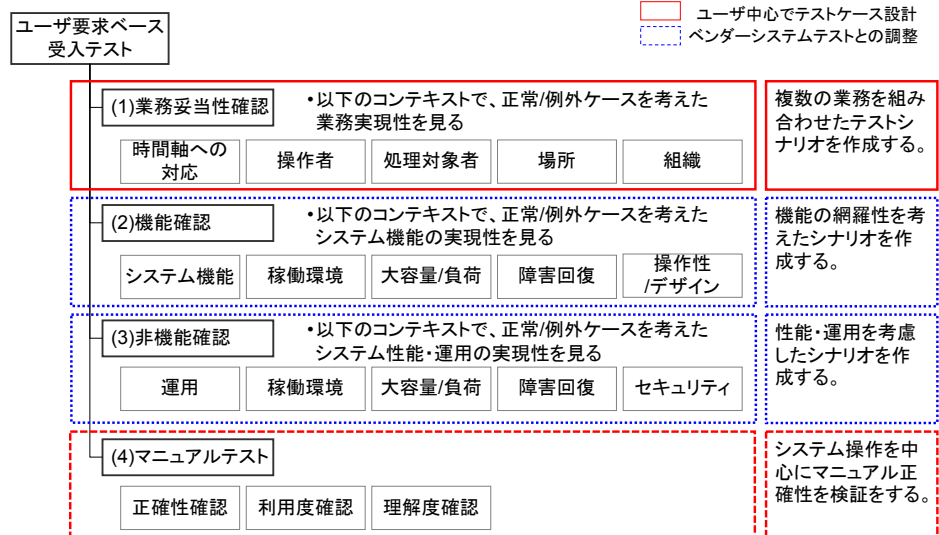 ユーザ要求ベース
受入テスト
ユーザ中心でテストケース設計
ベンダーシステムテストとの調整
(1)業務妥当性確認
•以下のコンテキストで、正常/例外ケースを考えた
業務実現性を見る
時間軸への
対応
操作者
処理対象者
場所
組織
複数の業務を組み
合わせたテストシ
ナリオを作成する。
(2)機能確認
•以下のコンテキストで、正常/例外ケースを考えた
システム機能の実現性を見る
システム機能
稼働環境
大容量/負荷
障害回復
操作性
/デザイン
機能の網羅性を考
えたシナリオを作
成する。
(3)非機能確認
•以下のコンテキストで、正常/例外ケースを考えた
システム性能・運用の実現性を見る
運用
稼働環境
大容量/負荷
障害回復
セキュリティ
性能・運用を考慮
したシナリオを作
成する。
(4)マニュアルテスト
正確性確認
利用度確認
理解度確認
システム操作を中
心にマニュアル正
確性を検証をする。